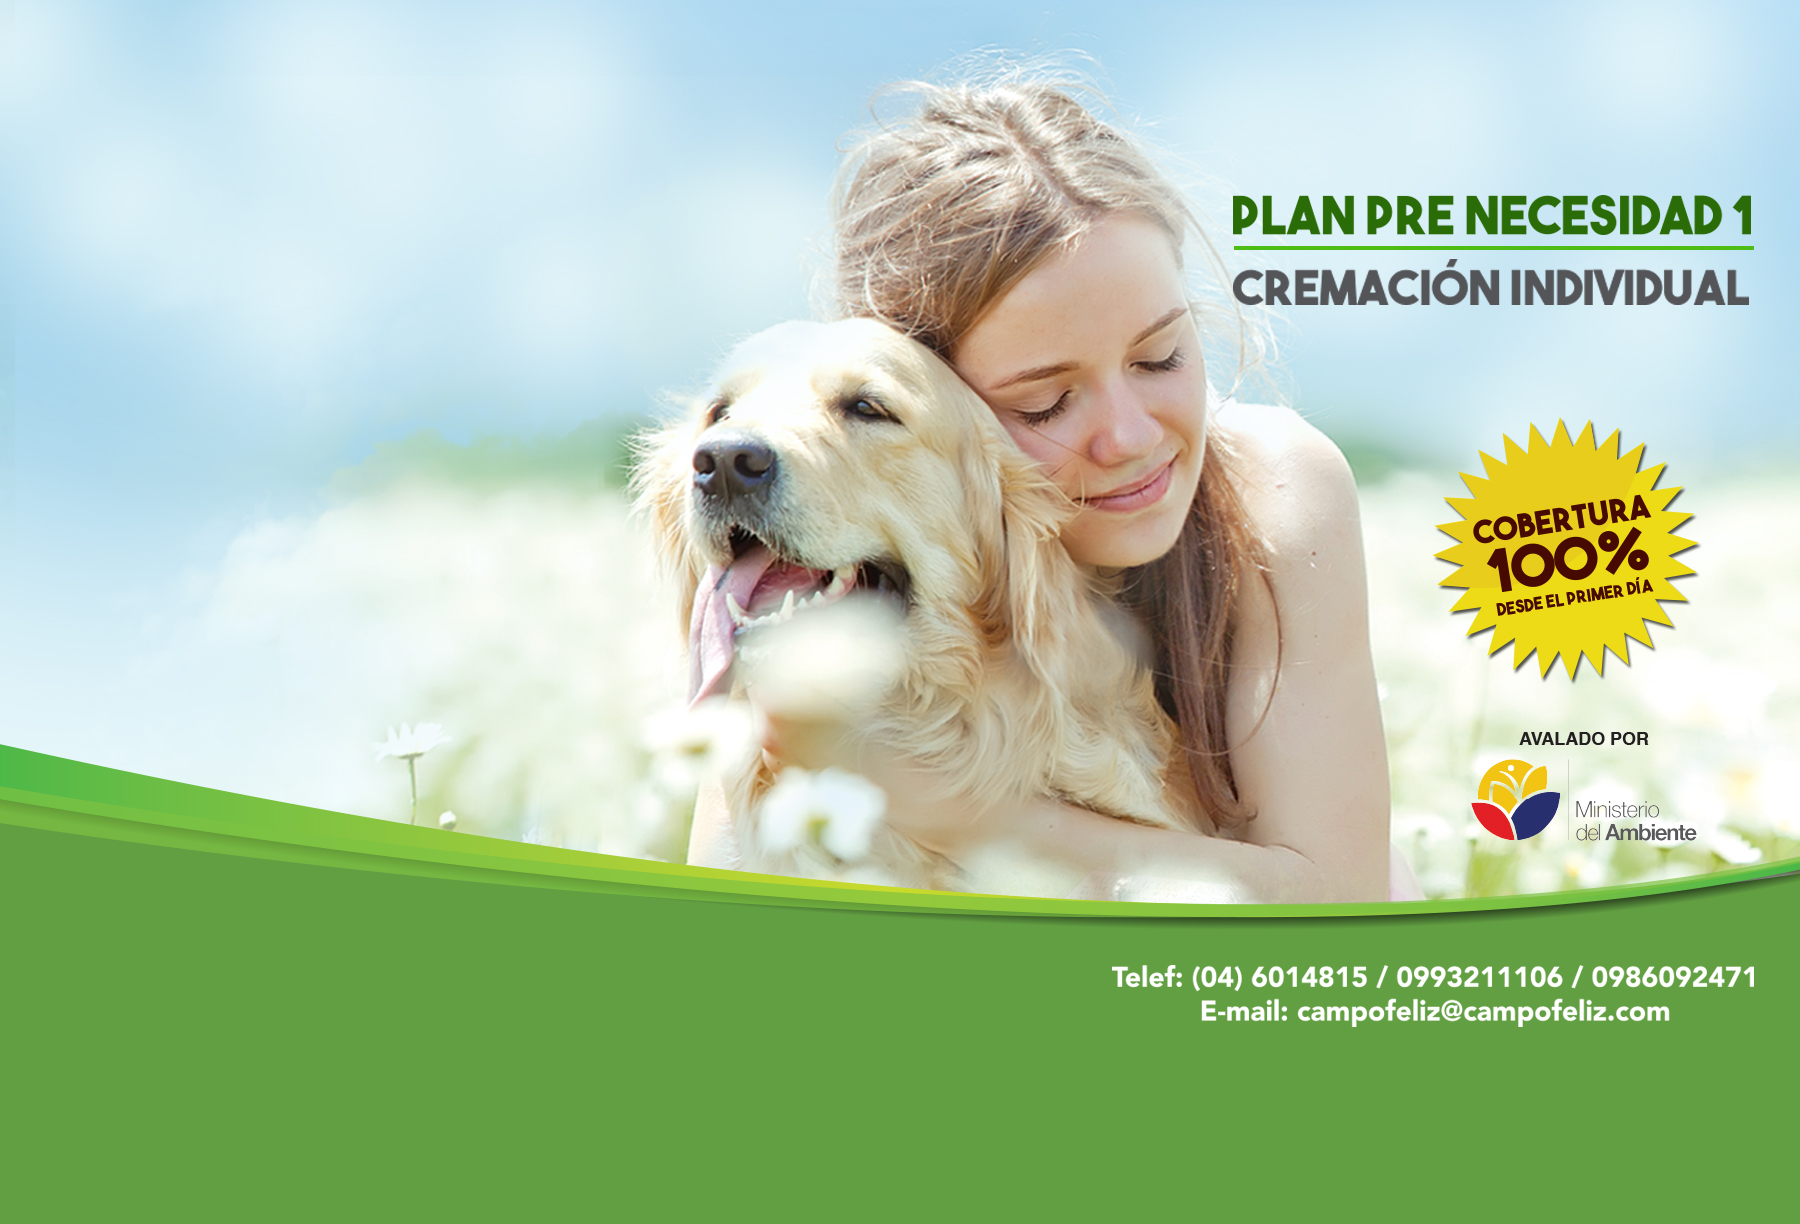 PLAN PRE NECESIDAD 1
CREMACIÓN INDIVIDUAL
COBERTURA
100%
DESDE EL PRIMER DÍA
AVALADO POR
Ministerio
del Ambiente
Telef: (04) 6014815 / 0993211106 / 0986092471
E-mail: campofeliz@campofeliz.com